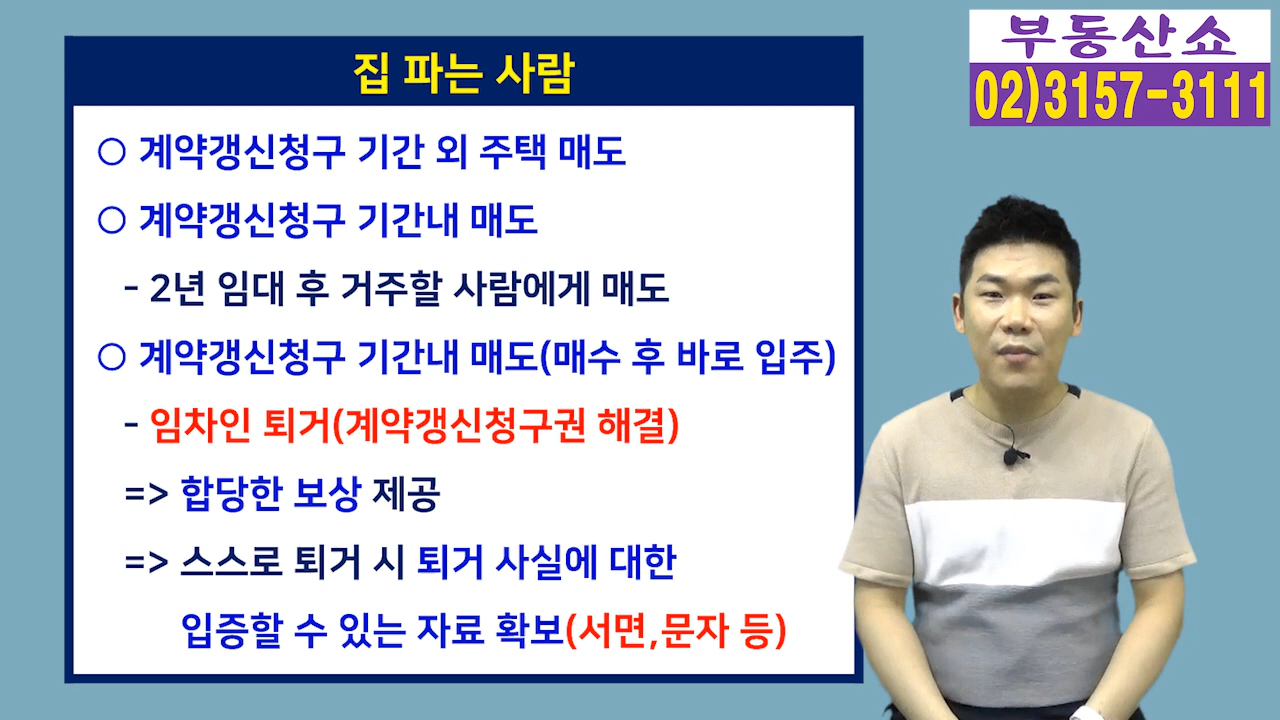 집 파는 사람
○ 계약갱신청구 기간 외 주택 매도
○ 계약갱신청구 기간내 매도
- 2년 임대 후 거주할 사람에게 매도
○ 계약갱신청구 기간내 매도(매수 후 바로 입주)
- 임차인 퇴거(계약갱신청구권 해결)
=> 합당한 보상 제공
=> 스스로 퇴거 시 퇴거 사실에 대한
입증할 수 있는 자료 확보(서면,문자 등)
부동산쇼
02)3157-3111